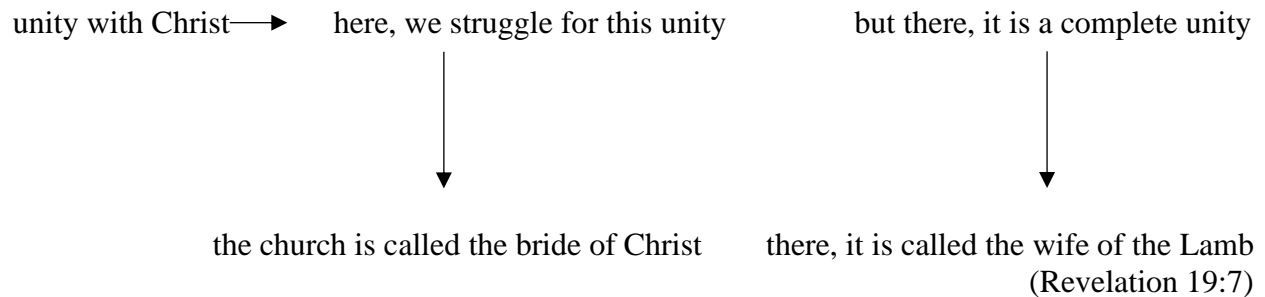 unity with Christ here, we struggle for this unity but there, it is a complete unity
the church is called the bride of Christ there, it is called the wife of the Lamb
(Revelation 19:7)